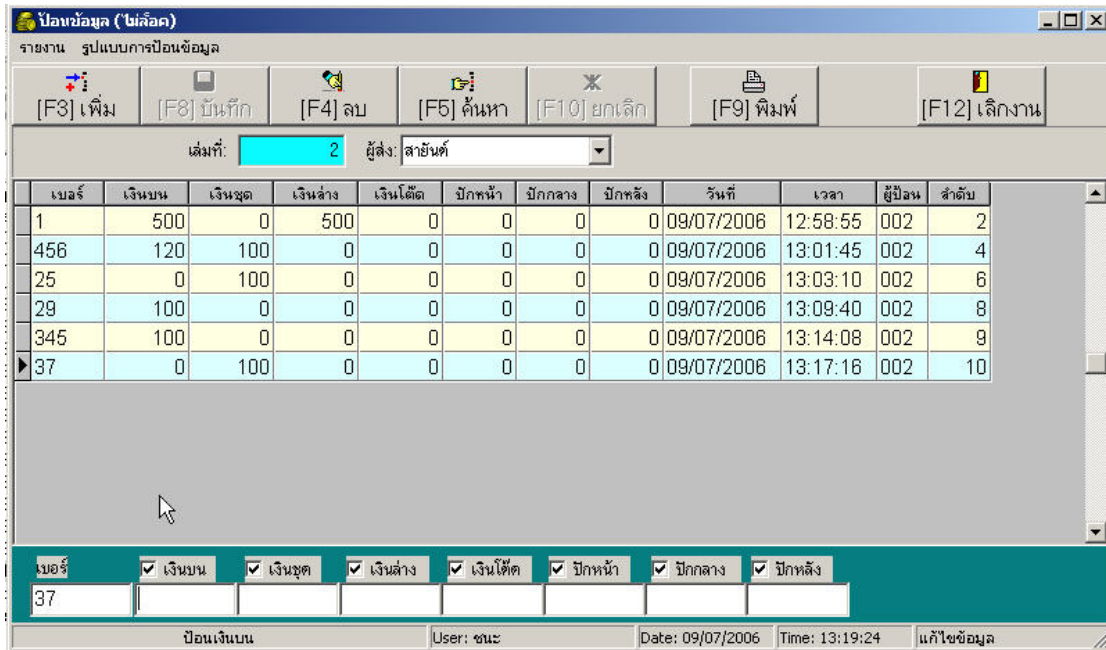 ป้อนข้อมูล (ไม่ล็อค)
รายงาน รูปแบบการป้อนข้อมูล
[F3] เพิ่ม [F8] บันทึก [F4] ลบ [F5] ค้นหา [F10] ยกเลิก [F9] พิมพ์ [F12] เลิกงาน
เล่มที่: 2 ผู้ส่ง: สายันต์
เบอร์ เงินบน เงินชุด เงินล่าง เงินโต๊ด ปักหน้า ปักกลาง ปักหลัง วันที่ เวลา ผู้ป้อน ลำดับ
1 500 0 500 0 0 0 0 09/07/2006 12:58:55 002 2
456 120 100 0 0 0 0 0 09/07/2006 13:01:45 002 4
25 0 100 0 0 0 0 0 09/07/2006 13:03:10 002 6
29 100 0 0 0 0 0 0 09/07/2006 13:09:40 002 8
345 100 0 0 0 0 0 0 09/07/2006 13:14:08 002 9
37 0 100 0 0 0 0 0 09/07/2006 13:17:16 002 10
เบอร์ เงินบน เงินชุด เงินล่าง เงินโต๊ด ปักหน้า ปักกลาง ปักหลัง
37
ป้อนเงินบน User: ชนะ Date: 09/07/2006 Time: 13:19:24 แก้ไขข้อมูล